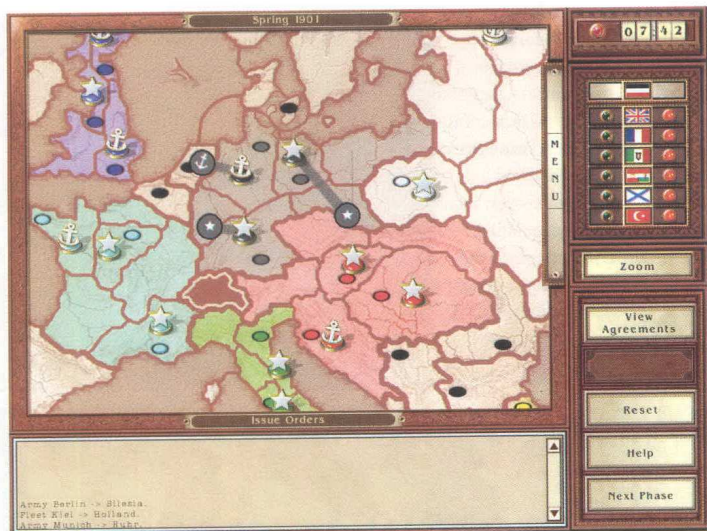 Spring 1901
07:42
MENU
Zoom
View
Agreements
Reset
Help
Next Phase
Issue Orders
Army Berlin -> Silesia.
Fleet Kiel -> Holland.
Army Munich -> Ruhr.